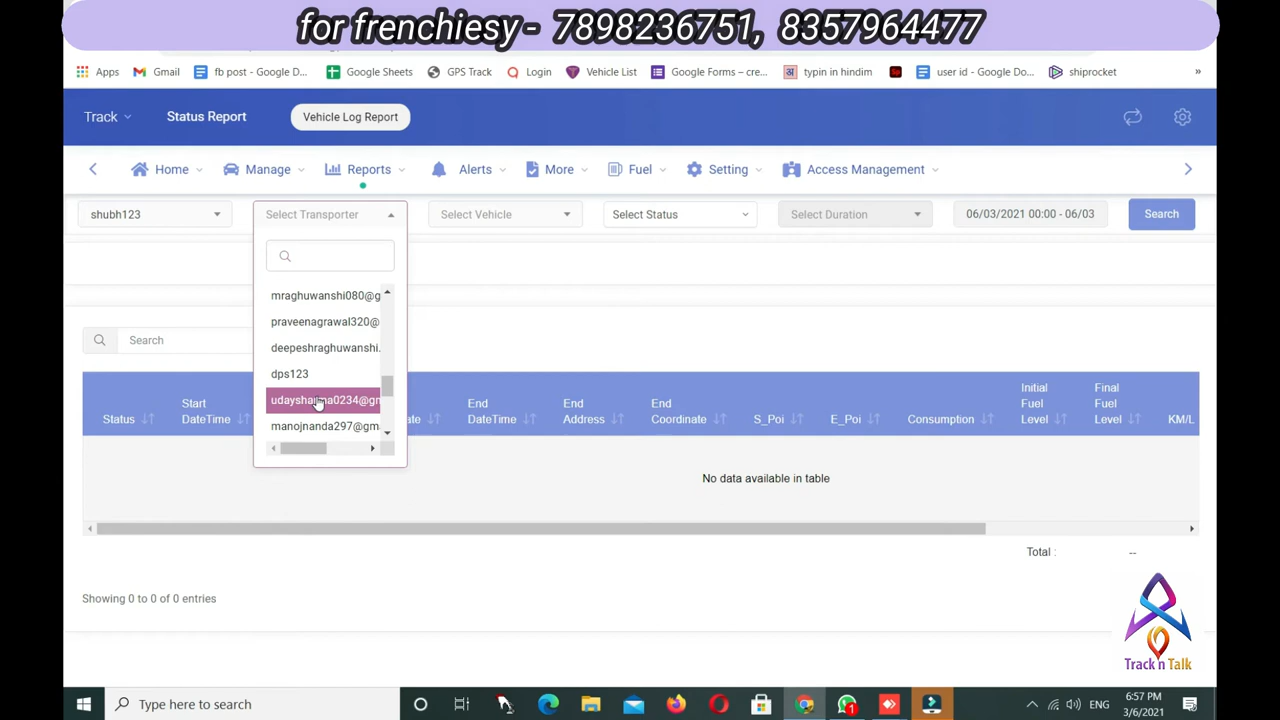 for frenchiesy - 7898236751, 8357964477
Apps Gmail fb post - Google D... Google Sheets GPS Track Login Vehicle List Google Forms – cre... typin in hindim user id - Google Do... shiprocket »
Track Status Report Vehicle Log Report
Home Manage Reports Alerts More Fuel Setting Access Management
shubh123 Select Transporter Select Vehicle Select Status Select Duration 06/03/2021 00:00 - 06/03 Search
mraghuwanshi080@g
praveenagrawal320@
deepeshraghuwanshi.
dps123
manojnanda297@gma
Search
Status Start DateTime End DateTime End Address End Coordinate S_Poi E_Poi Consumption Initial Fuel Level Final Fuel Level KM/L
No data available in table
Total : --
Showing 0 to 0 of 0 entries
Track n Talk
Type here to search
1
ENG
6:57 PM
3/6/2021